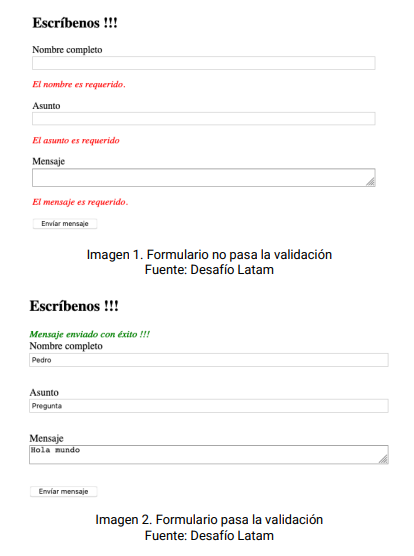 Escríbenos !!!
Nombre completo
El nombre es requerido.
Asunto
El asunto es requerido
Mensaje
El mensaje es requerido.
Enviar mensaje
Imagen 1. Formulario no pasa la validación
Fuente: Desafío Latam
Escríbenos !!!
Mensaje enviado con éxito !!!
Nombre completo
Pedro
Asunto
Pregunta
Mensaje
Hola mundo
Enviar mensaje
Imagen 2. Formulario pasa la validación
Fuente: Desafío Latam